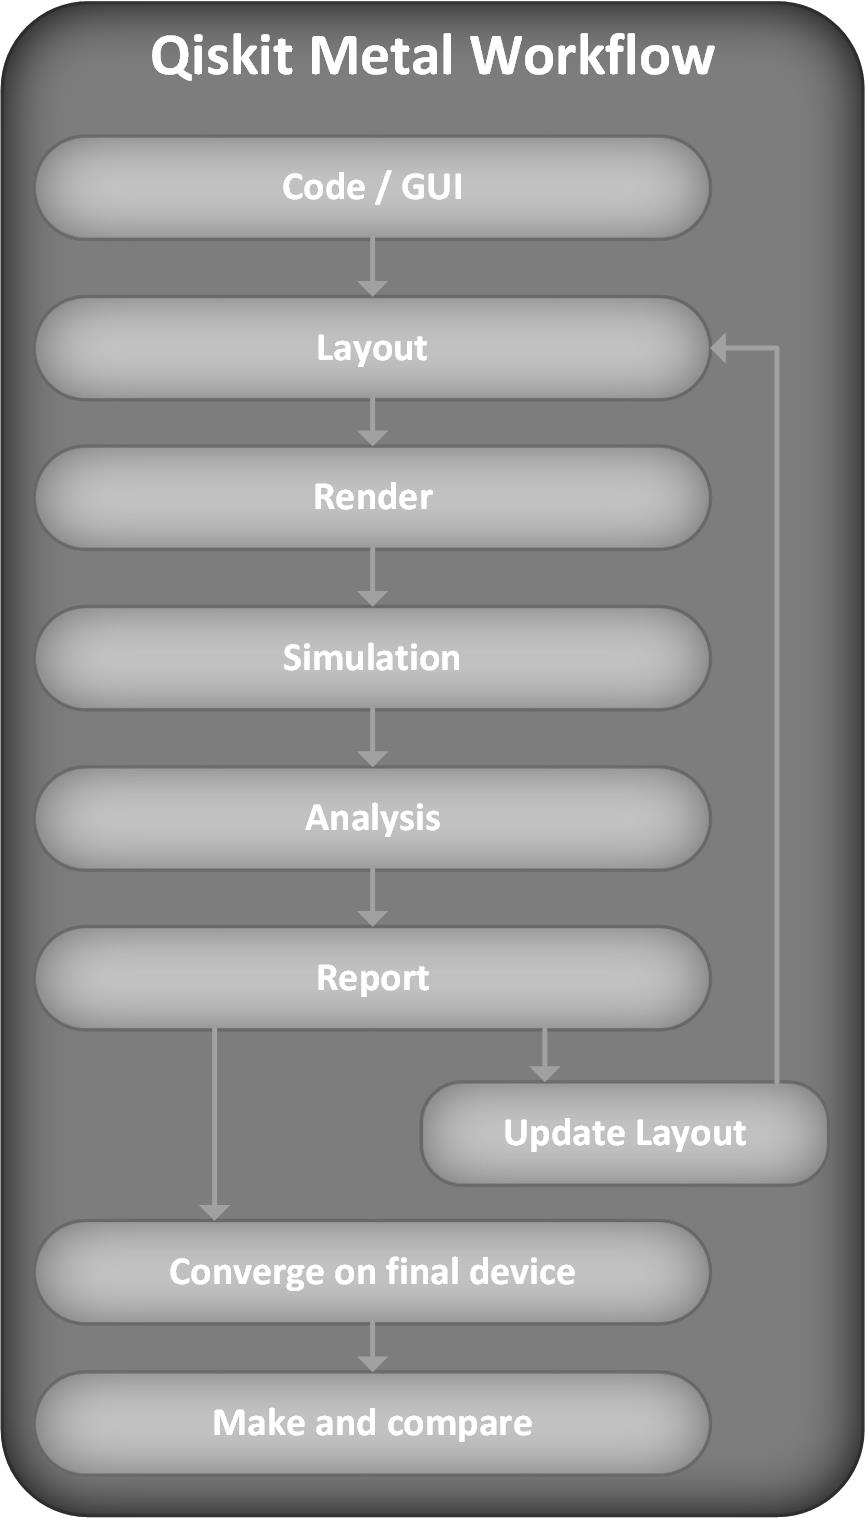 Qiskit Metal Workflow
Code / GUI
Layout
Render
Simulation
Analysis
Report
Update Layout
Converge on final device
Make and compare